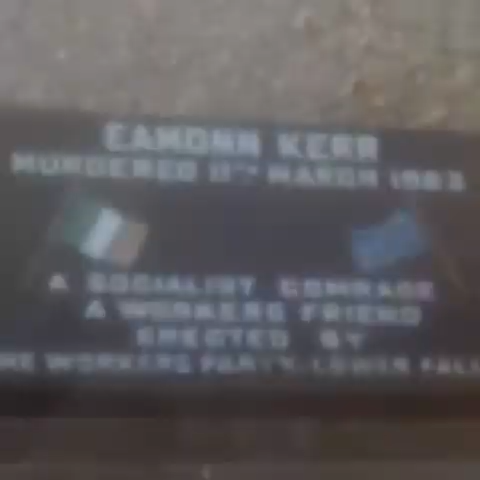 EAMONN KERR
MURDERED 11TH MARCH 1983
A SOCIALIST COMRADE
A WORKERS FRIEND
ERECTED BY
THE WORKERS PARTY. LOWER FALLS